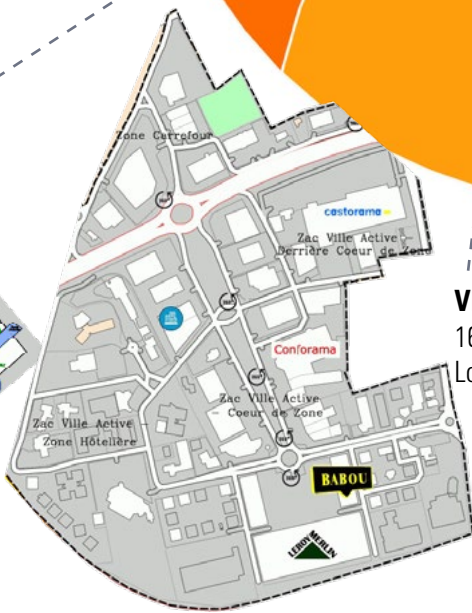 Zone Carrefour
castorama
Zac Ville Active
Derrière Coeur de Zone
V
16
Lo
Conforama
Zac Ville Active
Coeur de Zone
Zac Ville Active
Zone Hôtelière
BABOU
LEROY MERLIN